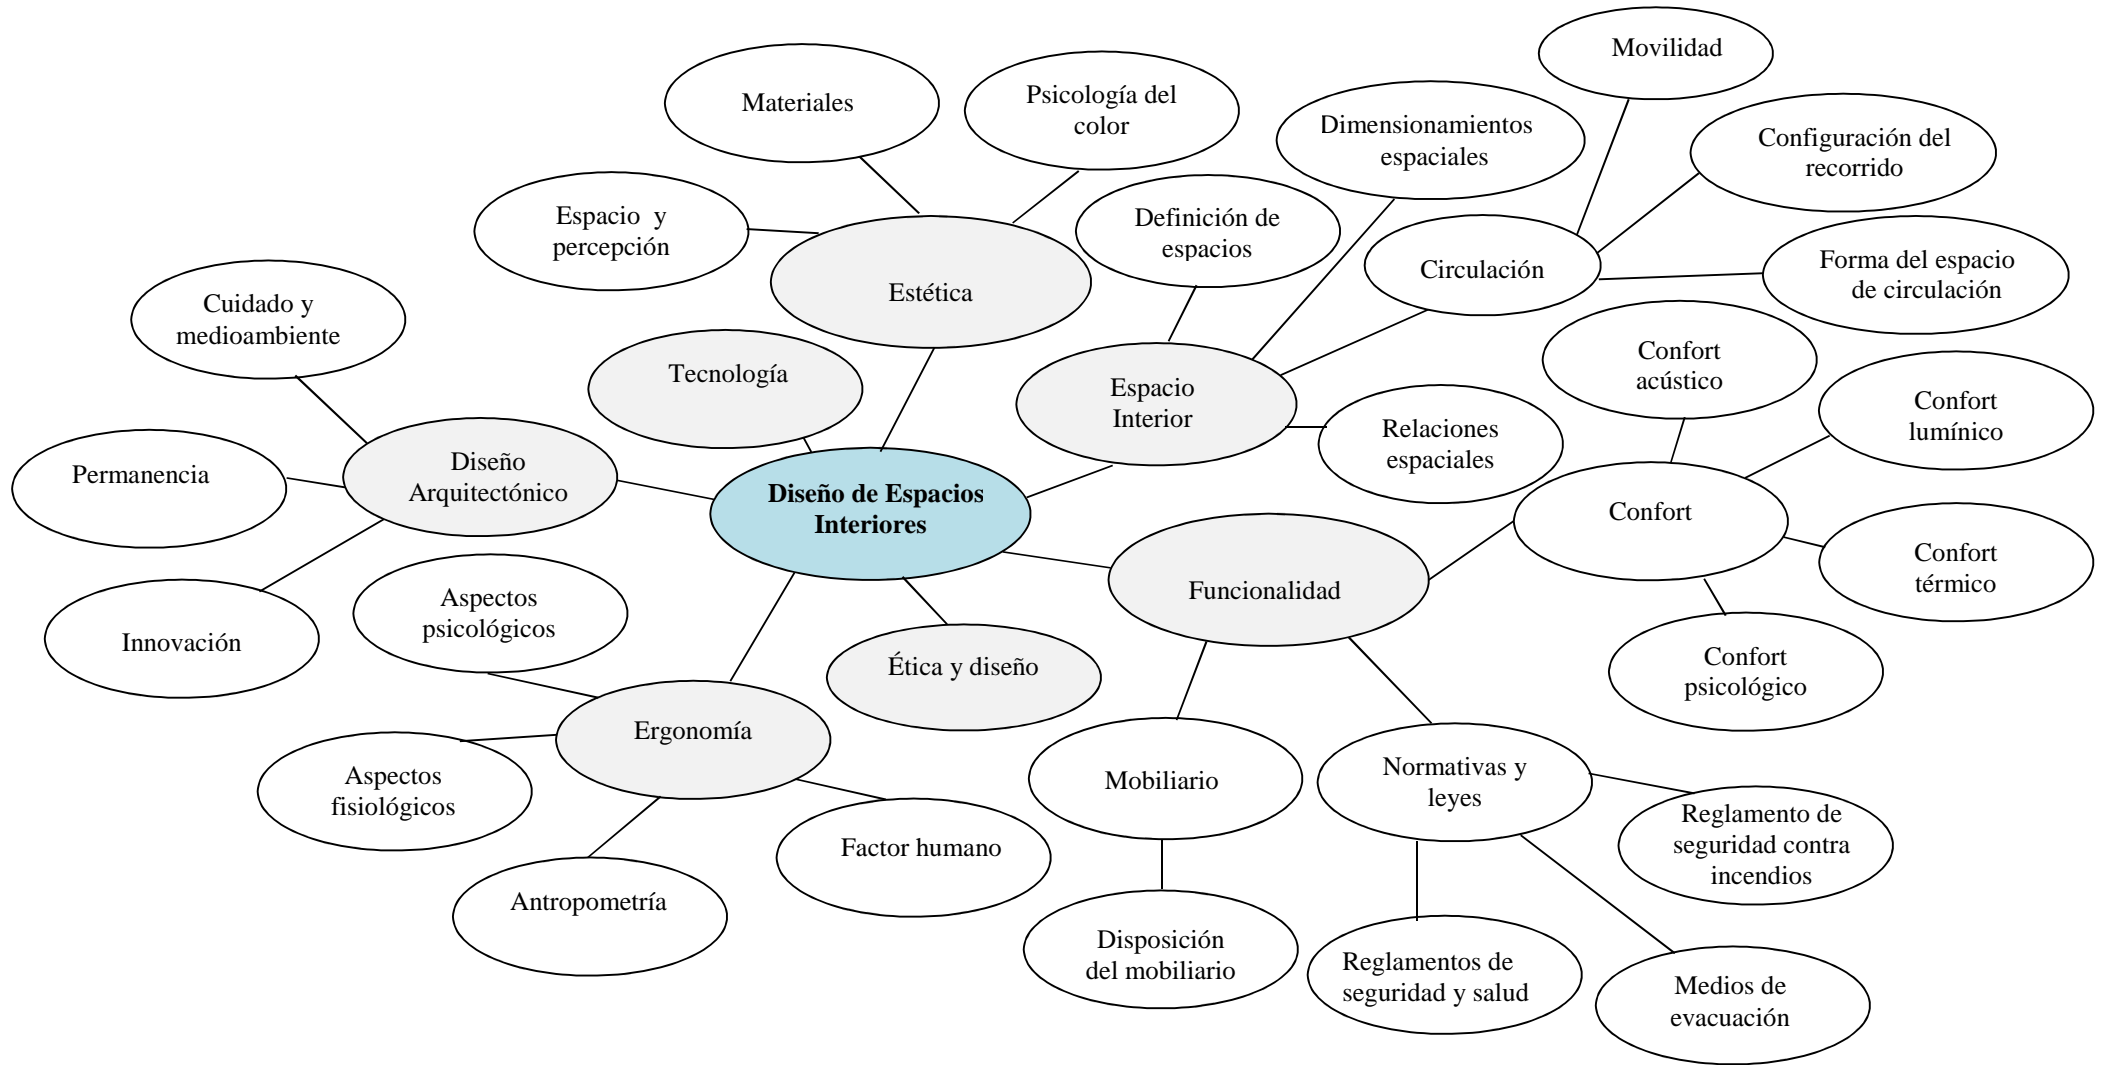 Movilidad
Materiales
Psicología del
color
Dimensionamientos
espaciales
Configuración del
recorrido
Espacio y
percepción
Definición de
espacios
Circulación
Forma del espacio
de circulación
Estética
Cuidado y
medioambiente
Tecnología
Espacio
Interior
Confort
acústico
Confort
lumínico
Relaciones
espaciales
Permanencia
Diseño
Arquitectónico
Diseño de Espacios
Interiores
Confort
Confort
térmico
Funcionalidad
Aspectos
psicológicos
Innovación
Ética y diseño
Confort
psicológico
Ergonomía
Aspectos
fisiológicos
Mobiliario
Normativas y
leyes
Reglamento de
seguridad contra
incendios
Factor humano
Antropometría
Disposición
del mobiliario
Reglamentos de
seguridad y salud
Medios de
evacuación